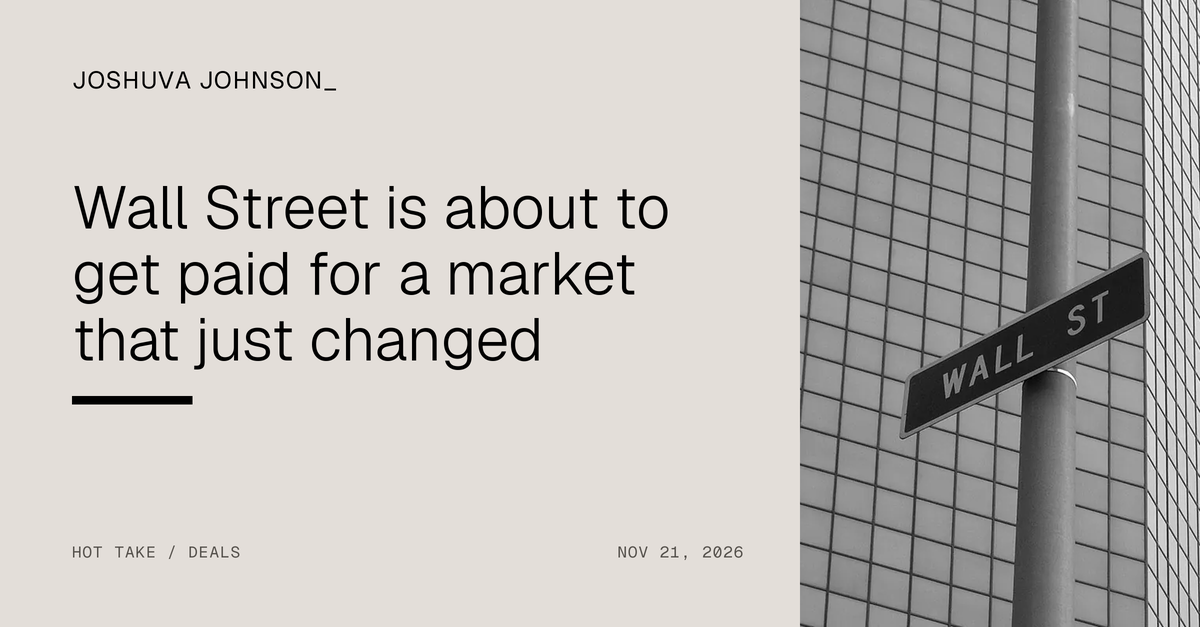 JOSHUVA JOHNSON_
Wall Street is about to
get paid for a market
that just changed
HOT TAKE / DEALS
NOV 21, 2026
WALL ST